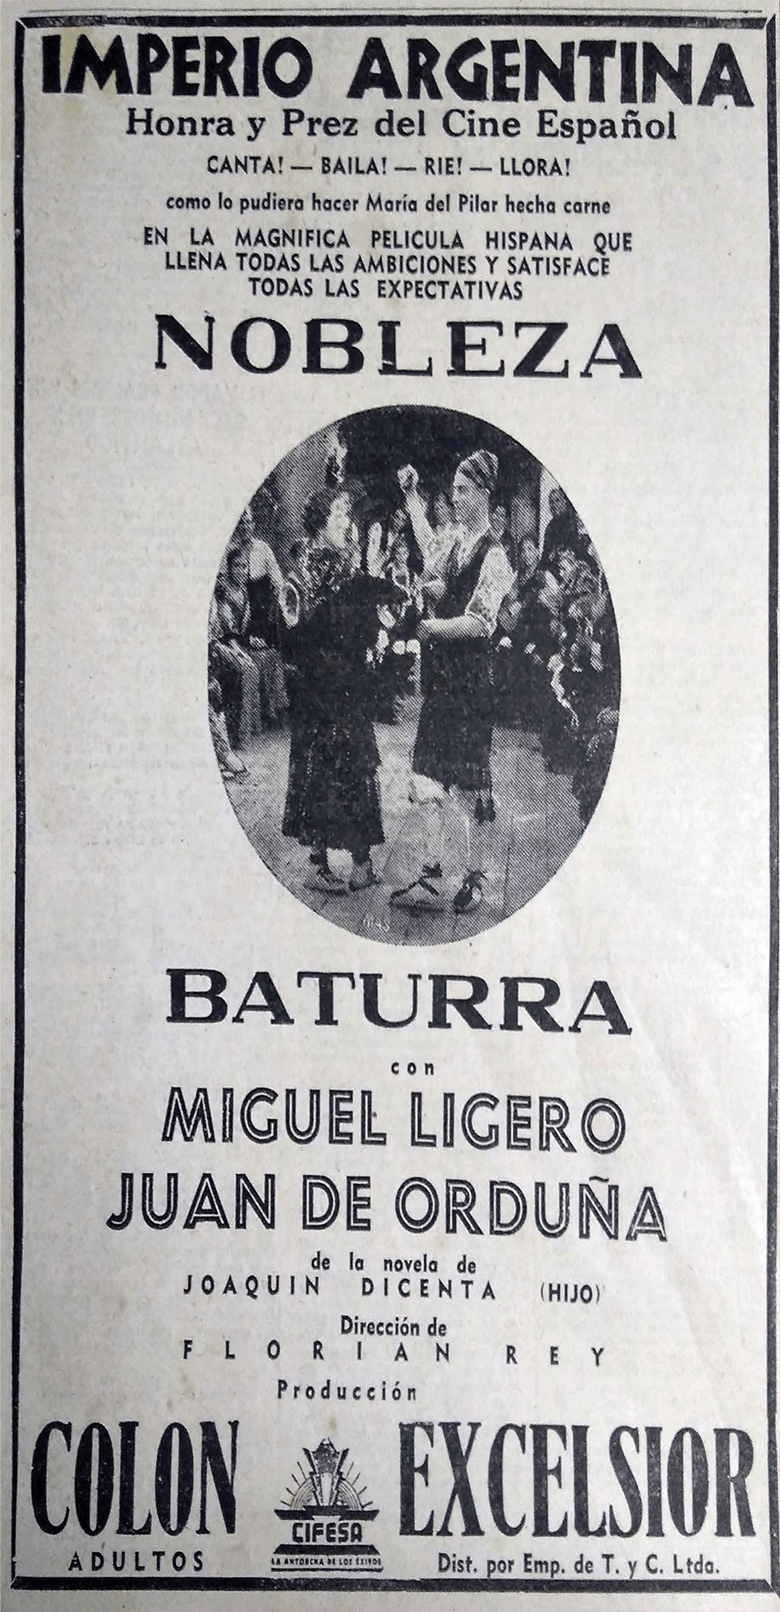 IMPERIO ARGENTINA
Honra y Prez del Cine Español
CANTA! — BAILA! — RIE! — LLORA!
como lo pudiera hacer María del Pilar hecha carne
EN LA MAGNIFICA PELICULA HISPANA QUE
LLENA TODAS LAS AMBICIONES Y SATISFACE
TODAS LAS EXPECTATIVAS
NOBLEZA
BATURRA
con
MIGUEL LIGERO
JUAN DE ORDUÑA
de la novela de
JOAQUIN DICENTA (HIJO)
Dirección de
FLORIAN REY
Producción
COLON
ADULTOS
CIFESA
LA ANTORCHA DE LOS EXITOS
EXCELSIOR
Dist. por Emp. de T. y C. Ltda.